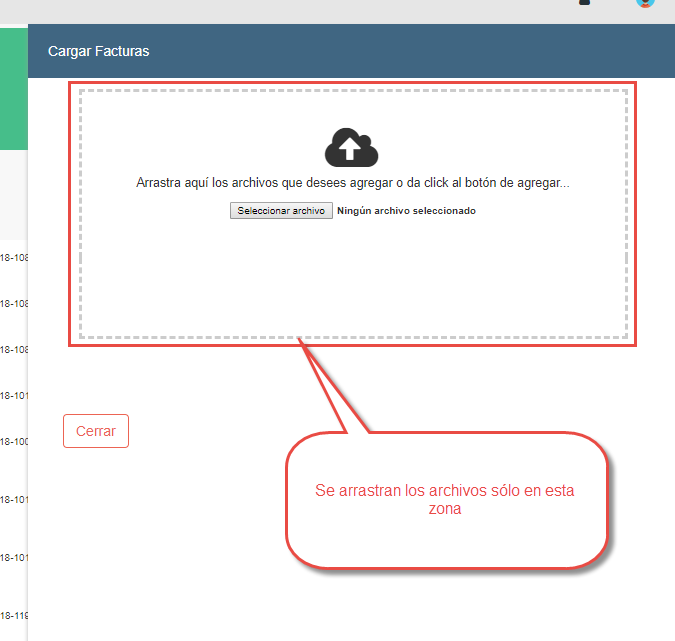 Cargar Facturas
Arrastra aquí los archivos que desees agregar o da click al botón de agregar...
Seleccionar archivo Ningún archivo seleccionado
18-108
18-108
18-108
18-101
Cerrar
18-100
Se arrastran los archivos sólo en esta
zona
18-101
18-101
18-119